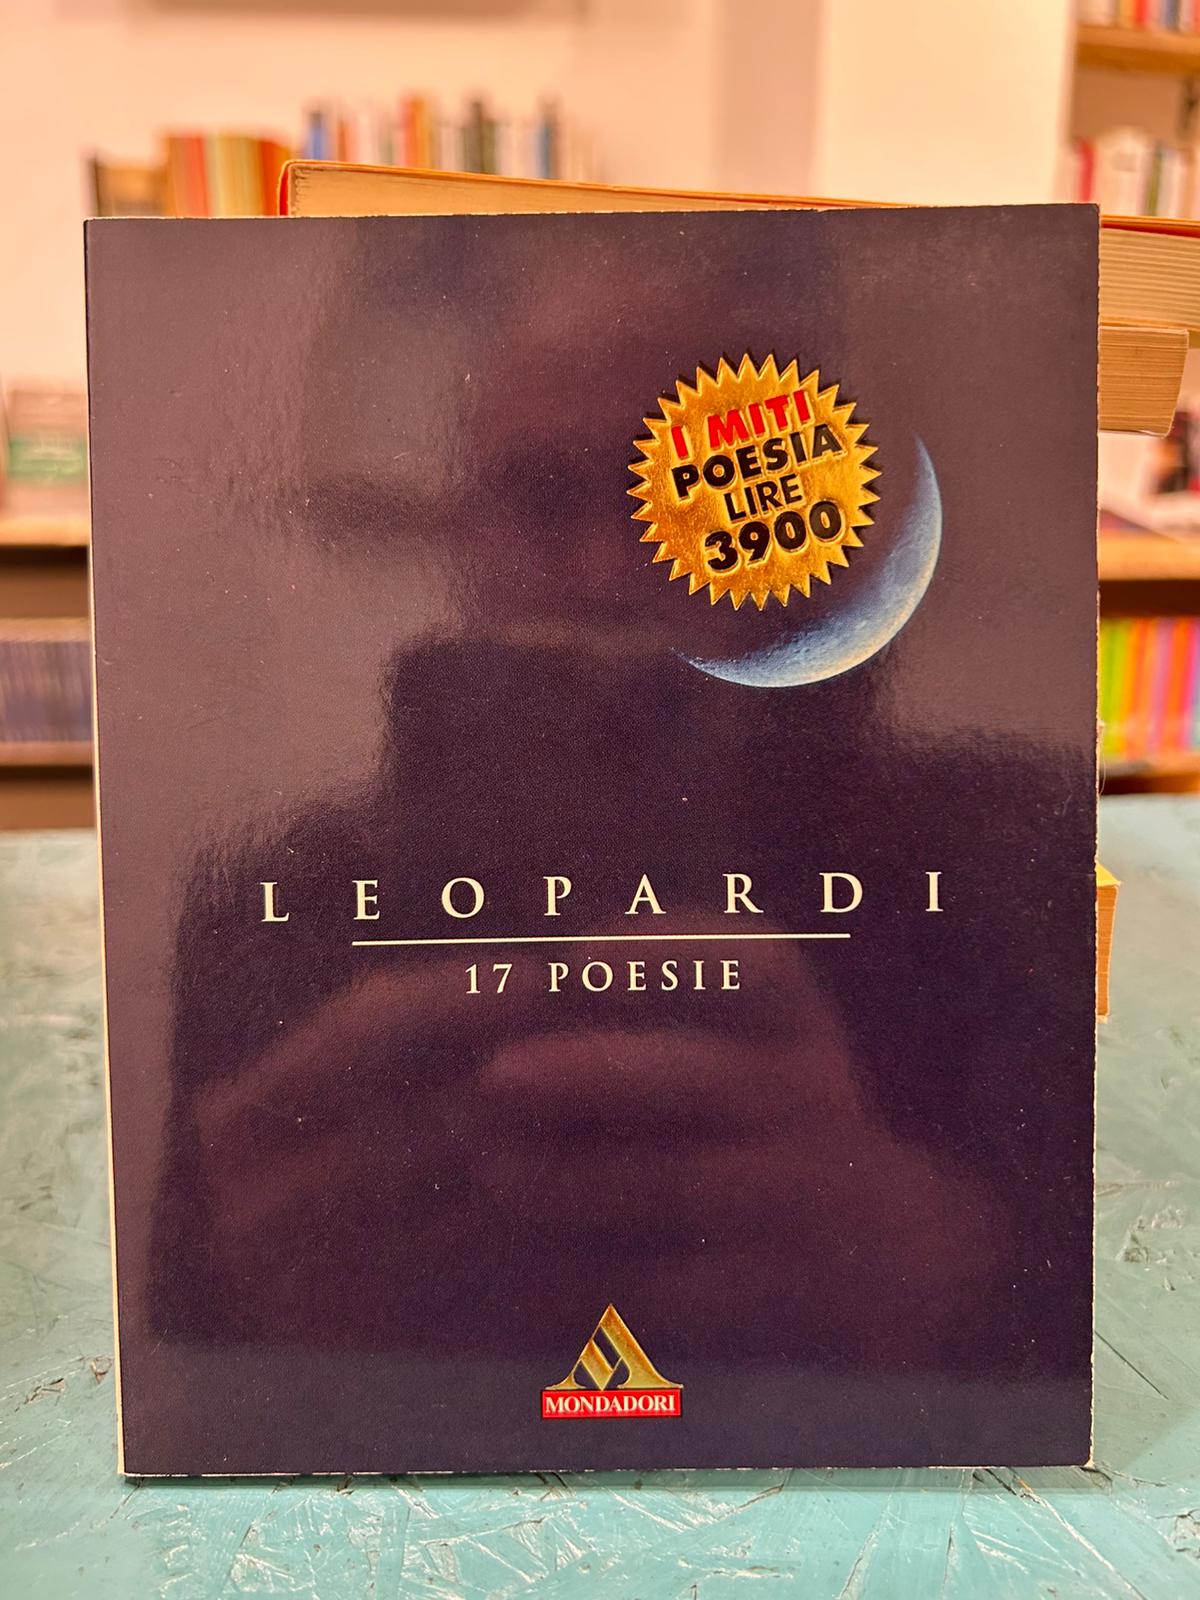 I MITI
POESIA
LIRE
3900
LEOPARDI
17 POESIE
MONDADORI